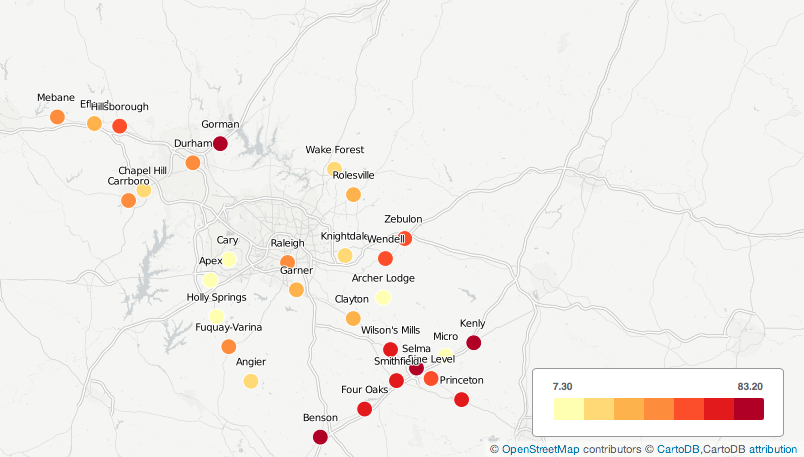 Mebane
Hillsborough
Gorman
Durham
Wake Forest
Chapel Hill
Rolesville
Carrboro
Zebulon
Cary
Raleigh
Knightdale
Wendell
Apex
Garner
Archer Lodge
Holly Springs
Clayton
Fuquay-Varina
Wilson's Mills
Kenly
Micro
Selma
Angier
Smithfield
Level
Princeton
Four Oaks
Benson
7.30 83.20
© OpenStreetMap contributors © CartoDB,CartoDB attribution